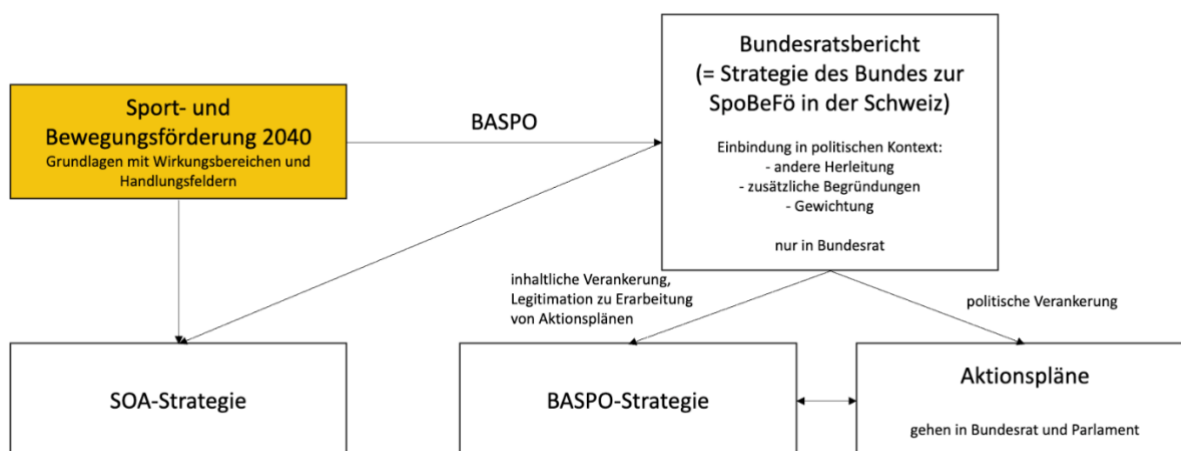 Sport- und
Bewegungsförderung 2040
Grundlagen mit Wirkungsbereichen und
Handlungsfeldern
BASPO
Bundesratsbericht
(= Strategie des Bundes zur
SpoBeFö in der Schweiz)
Einbindung in politischen Kontext:
- andere Herleitung
- zusätzliche Begründungen
- Gewichtung
nur in Bundesrat
inhaltliche Verankerung,
Legitimation zu Erarbeitung
von Aktionsplänen
politische Verankerung
SOA-Strategie
BASPO-Strategie
Aktionspläne
gehen in Bundesrat und Parlament